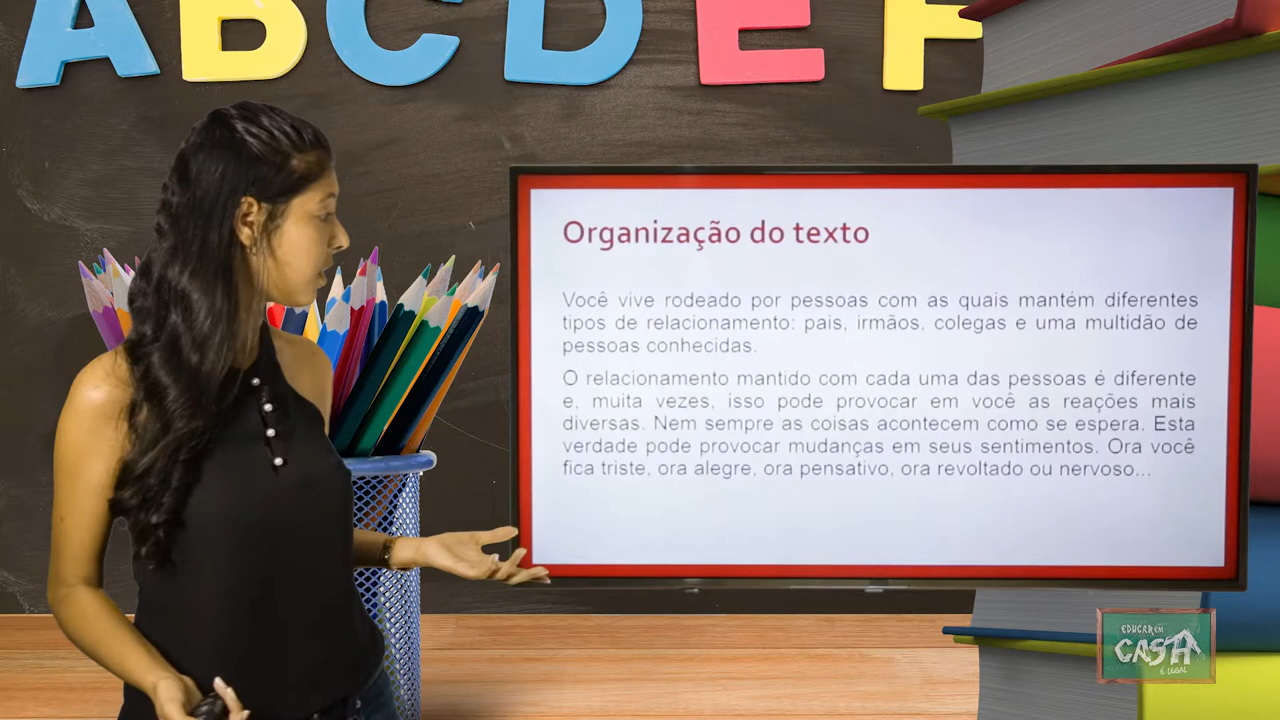 ABCDEF
Organização do texto
Você vive rodeado por pessoas com as quais mantém diferentes
tipos de relacionamento: pais, irmãos, colegas e uma multidão de
pessoas conhecidas.
O relacionamento mantido com cada uma das pessoas é diferente
e, muita vezes, isso pode provocar em você as reações mais
diversas. Nem sempre as coisas acontecem como se espera. Esta
verdade pode provocar mudanças em seus sentimentos. Ora você
fica triste, ora alegre, ora pensativo, ora revoltado ou nervoso...
EDUCAR EM
CASA
É LEGAL